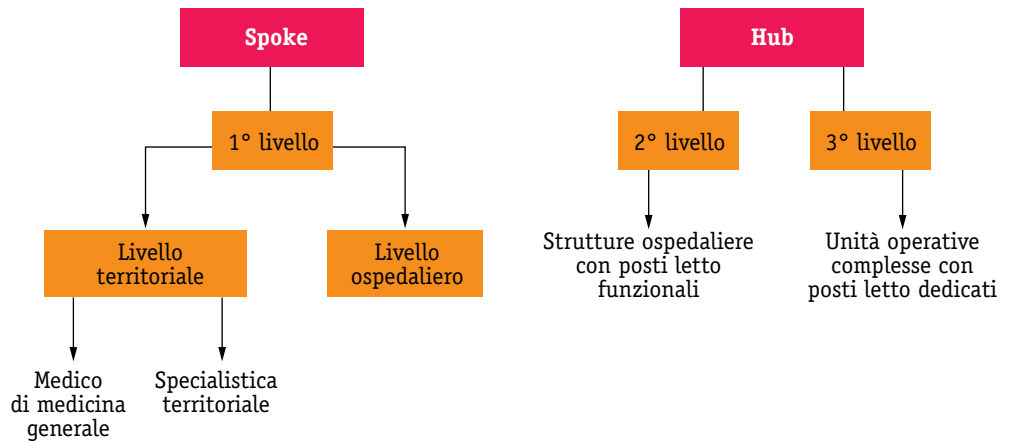 Spoke
Hub
1° livello
2° livello
3° livello
Livello
territoriale
Livello
ospedaliero
Strutture ospedaliere
con posti letto
funzionali
Unità operative
complesse con
posti letto dedicati
Medico
di medicina
generale
Specialistica
territoriale